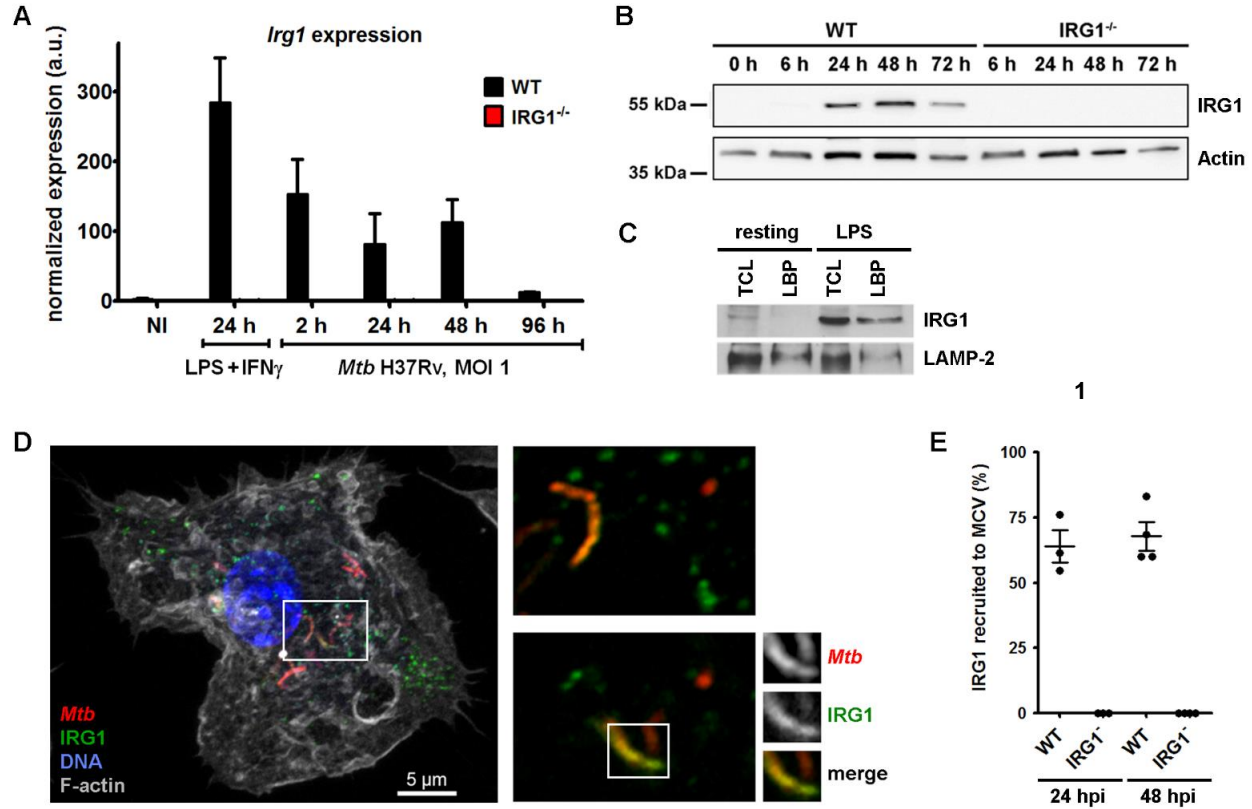 A
Irg1 expression
normalized expression (a.u.)
300
200
100
0
WT
IRG1-/-
NI
24 h
2 h
24 h
48 h
96 h
LPS + IFNγ
Mtb H37Rv, MOI 1
B
WT
IRG1-/-
0 h 6 h 24 h 48 h 72 h 6 h 24 h 48 h 72 h
55 kDa
IRG1
35 kDa
Actin
C
resting LPS
TCL LBP TCL LBP
IRG1
LAMP-2
1
D
Mtb
IRG1
DNA
F-actin
5 µm
Mtb
IRG1
merge
E
IRG1 recruited to MCV (%)
100
75
50
25
0
WT
IRG1-
WT
IRG1-
24 hpi
48 hpi